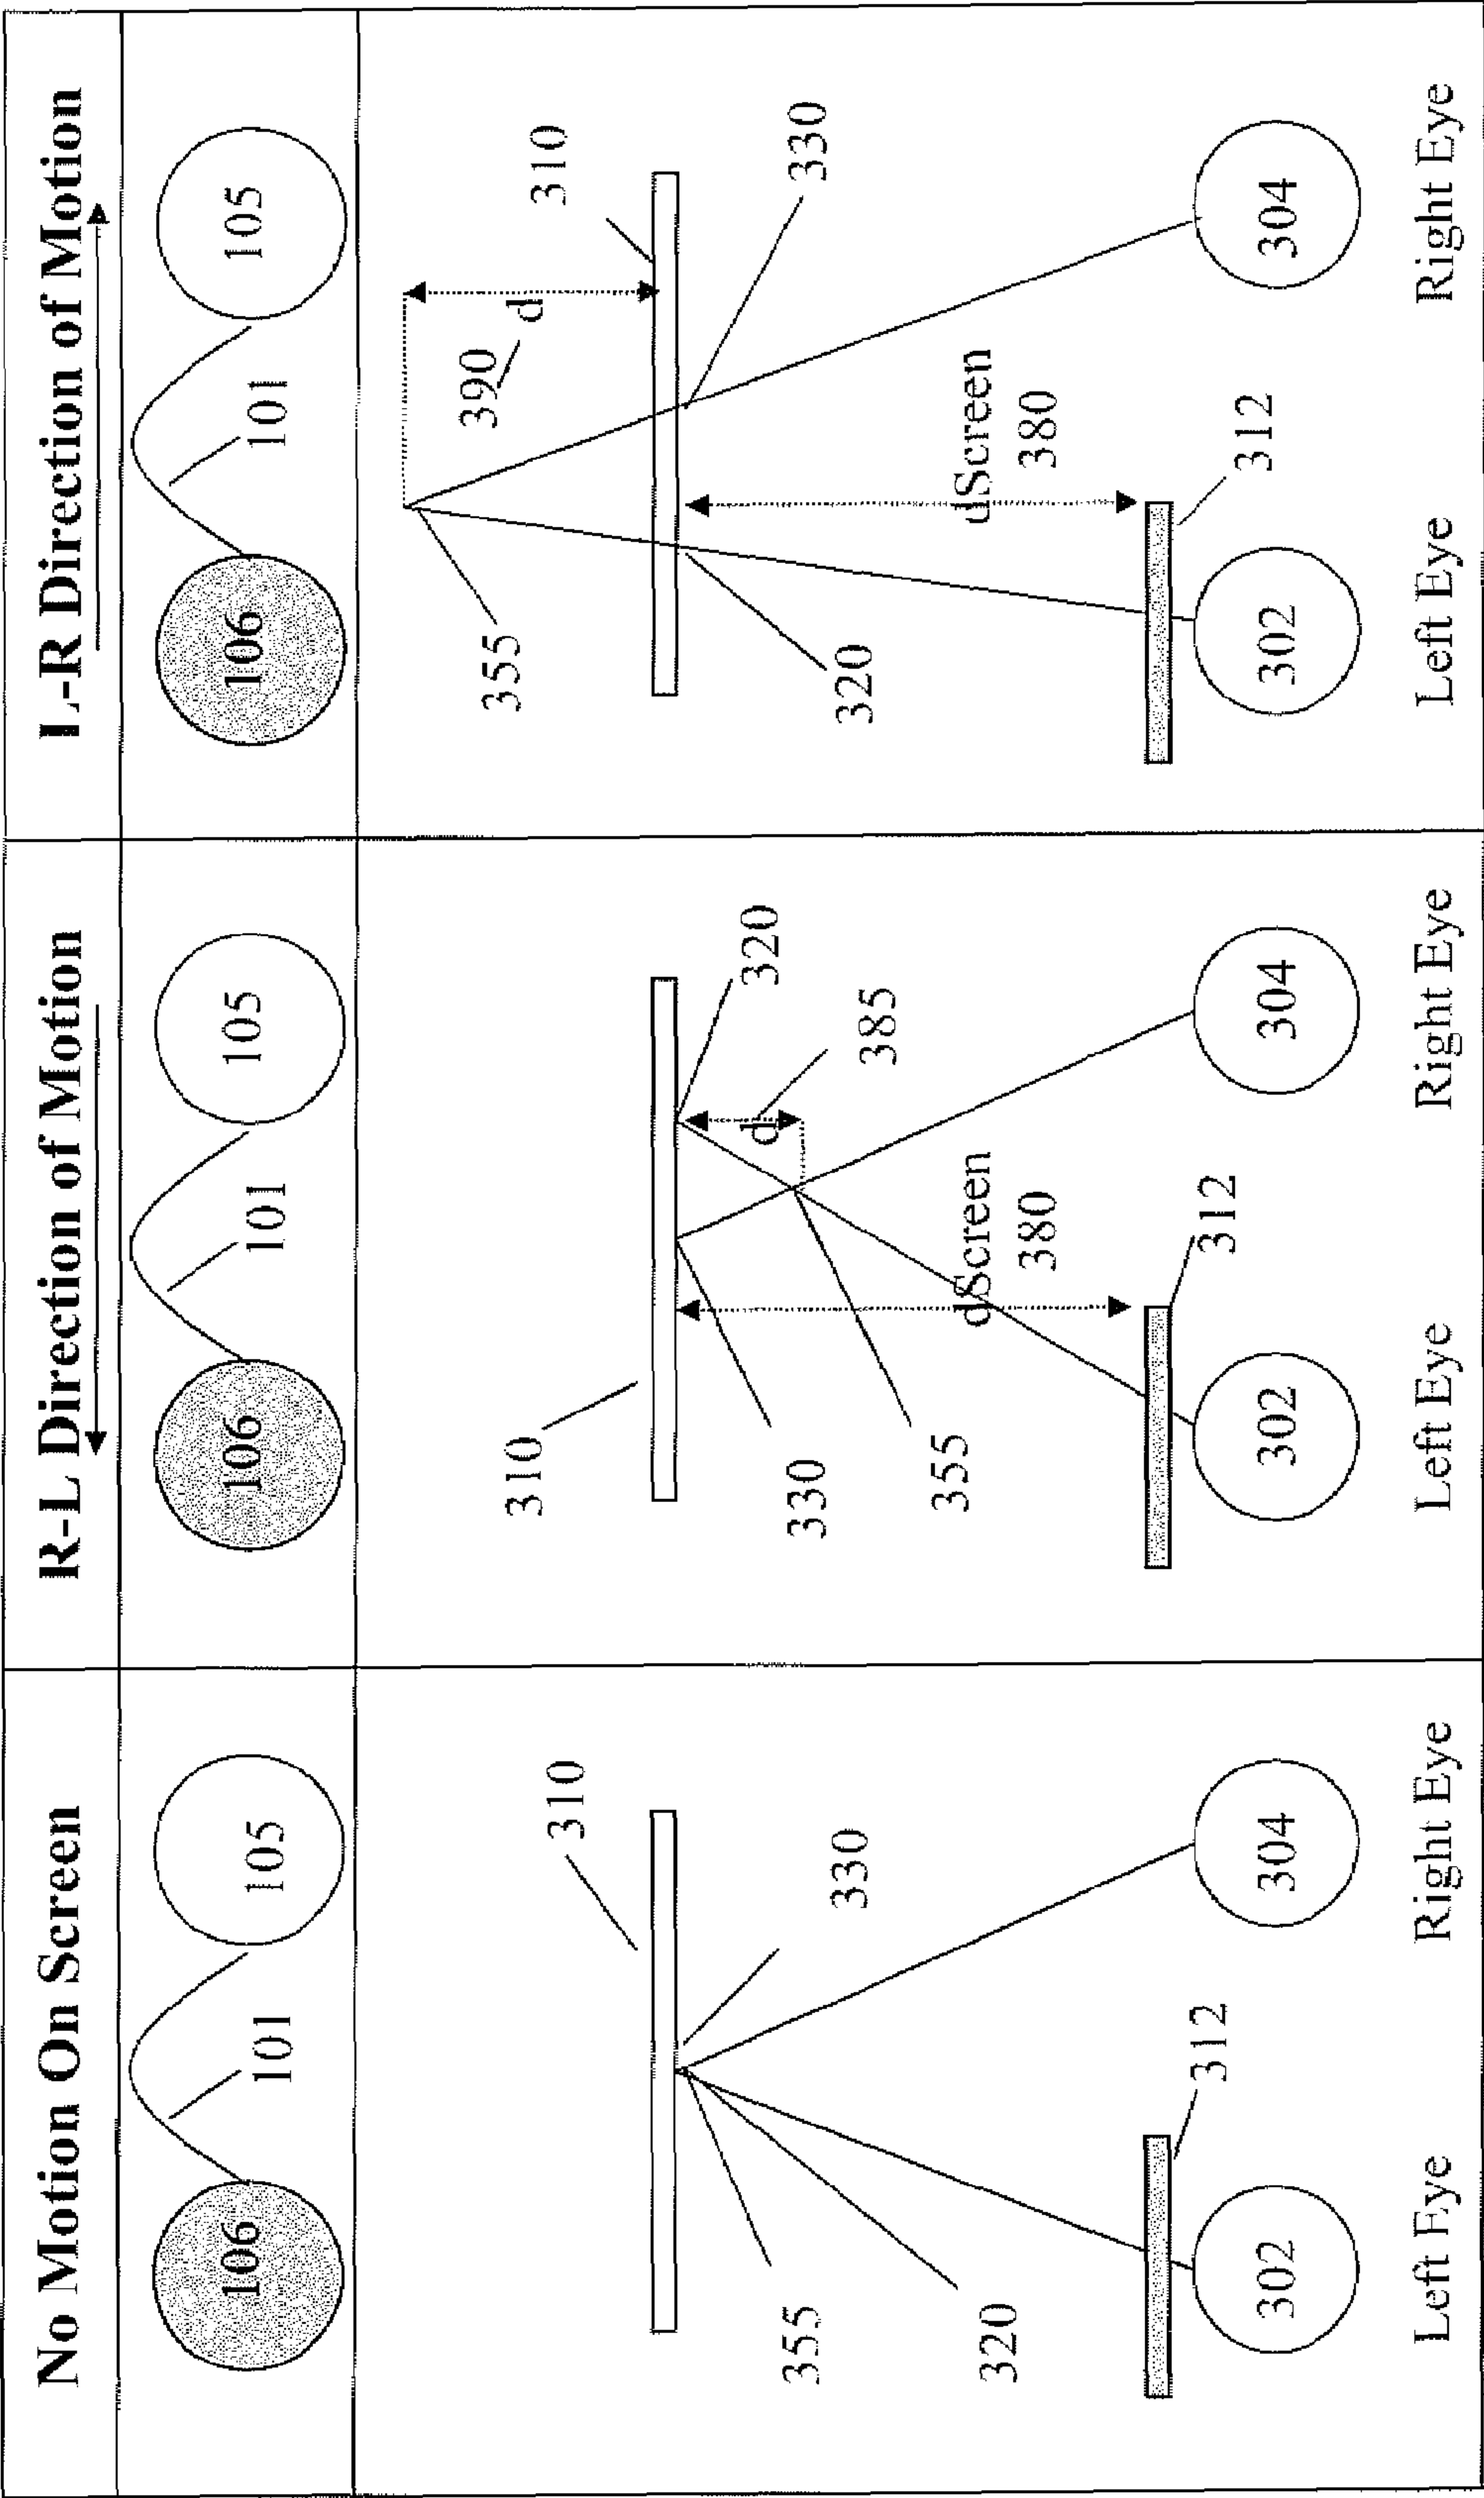 No Motion On Screen
106
101
105
310
330
355
320
312
302
304
Left Eye
Right Eye
R-L Direction of Motion
106
101
105
310
320
385
d
330
355
dScreen
380
312
302
304
Left Eye
Right Eye
L-R Direction of Motion
106
101
105
310
390
d
330
355
320
dScreen
380
312
302
304
Left Eye
Right Eye